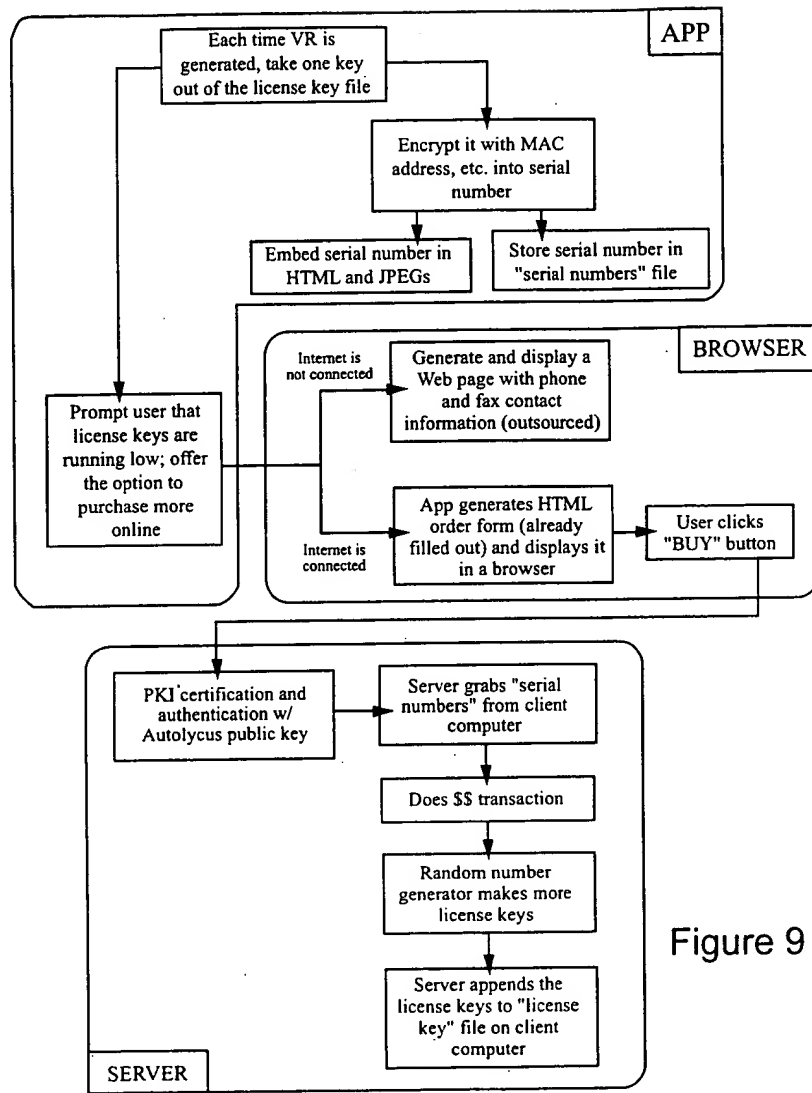 APP
Each time VR is
generated, take one key
out of the license key file
Encrypt it with MAC
address, etc. into serial
number
Embed serial number in
HTML and JPEGs
Store serial number in
"serial numbers" file
BROWSER
Internet is
not connected
Generate and display a
Web page with phone
and fax contact
information (outsourced)
Prompt user that
license keys are
running low; offer
the option to
purchase more
online
Internet is
connected
App generates HTML
order form (already
filled out) and displays it
in a browser
User clicks
"BUY" button
PKI certification and
authentication w/
Autolycus public key
Server grabs "serial
numbers" from client
computer
Does $$ transaction
Random number
generator makes more
license keys
Server appends the
license keys to "license
key" file on client
computer
SERVER
Figure 9